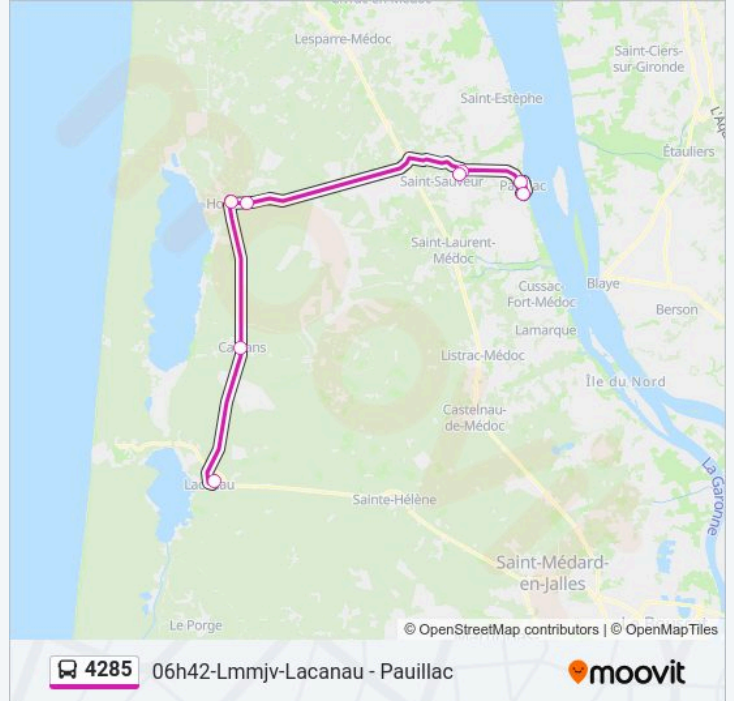 Lesparre-Médoc
Saint-Ciers-
sur-Gironde
Saint-Estèphe
L'Aq
Étauliers
Saint-Sauveur
Saint-Laurent-
Médoc
Blaye
Cussac
Fort-Médoc
Berson
Lamarque
Listrac-Médoc
Île du Nord
Castelnau-
de-Médoc
La Garonne
Sainte-Hélène
Saint-Médard-
en-Jalles
Le Porge
© OpenStreetMap contributors | © OpenMapTiles
4285 06h42-Lmmjv-Lacanau - Pauillac
moovit